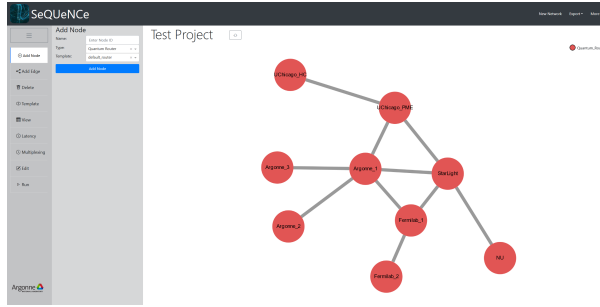 SeQUeNCe
New Network Export More
Add Node
Name: Enter Node ID
Type: Quantum Router
Template: default_router
Add Node
Add Node
Add Edge
Delete
Template
View
Latency
Multiplexing
Edit
Run
Argonne
Test Project
Quantum_Ro
UChicago_HC
UChicago_PME
Argonne_3
Argonne_1
StarLight
Argonne_2
Fermilab_1
Fermilab_2
NU